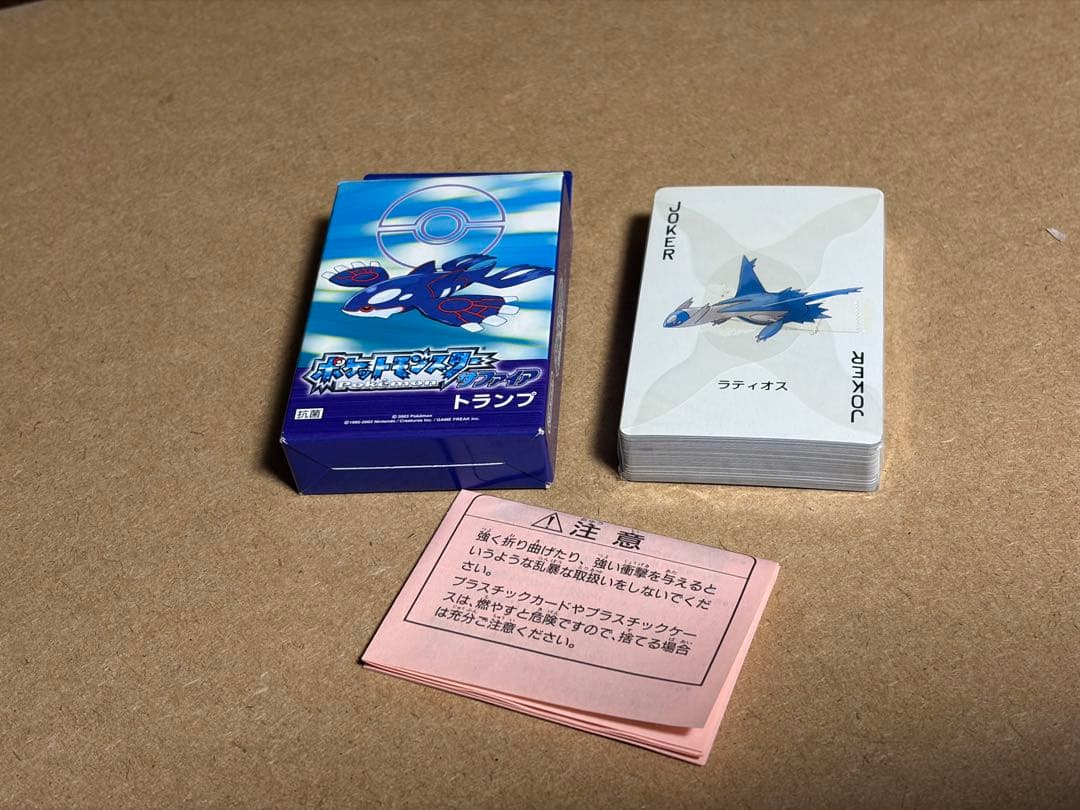 ポケットモンスター
Pokémon
サファイア
トランプ
抗菌
© 2003 Pokémon
©1995-2003 Nintendo / Creatures inc. / GAME FREAK inc.
JOKER
ラティオス
JOKER
注意
強く折り曲げたり、強い衝撃を与えると
いうような乱暴な取扱いをしないでくだ
さい。
プラスチックカードやプラスチックケー
スは、燃やすと危険ですので、捨てる場合
は充分ご注意ください。